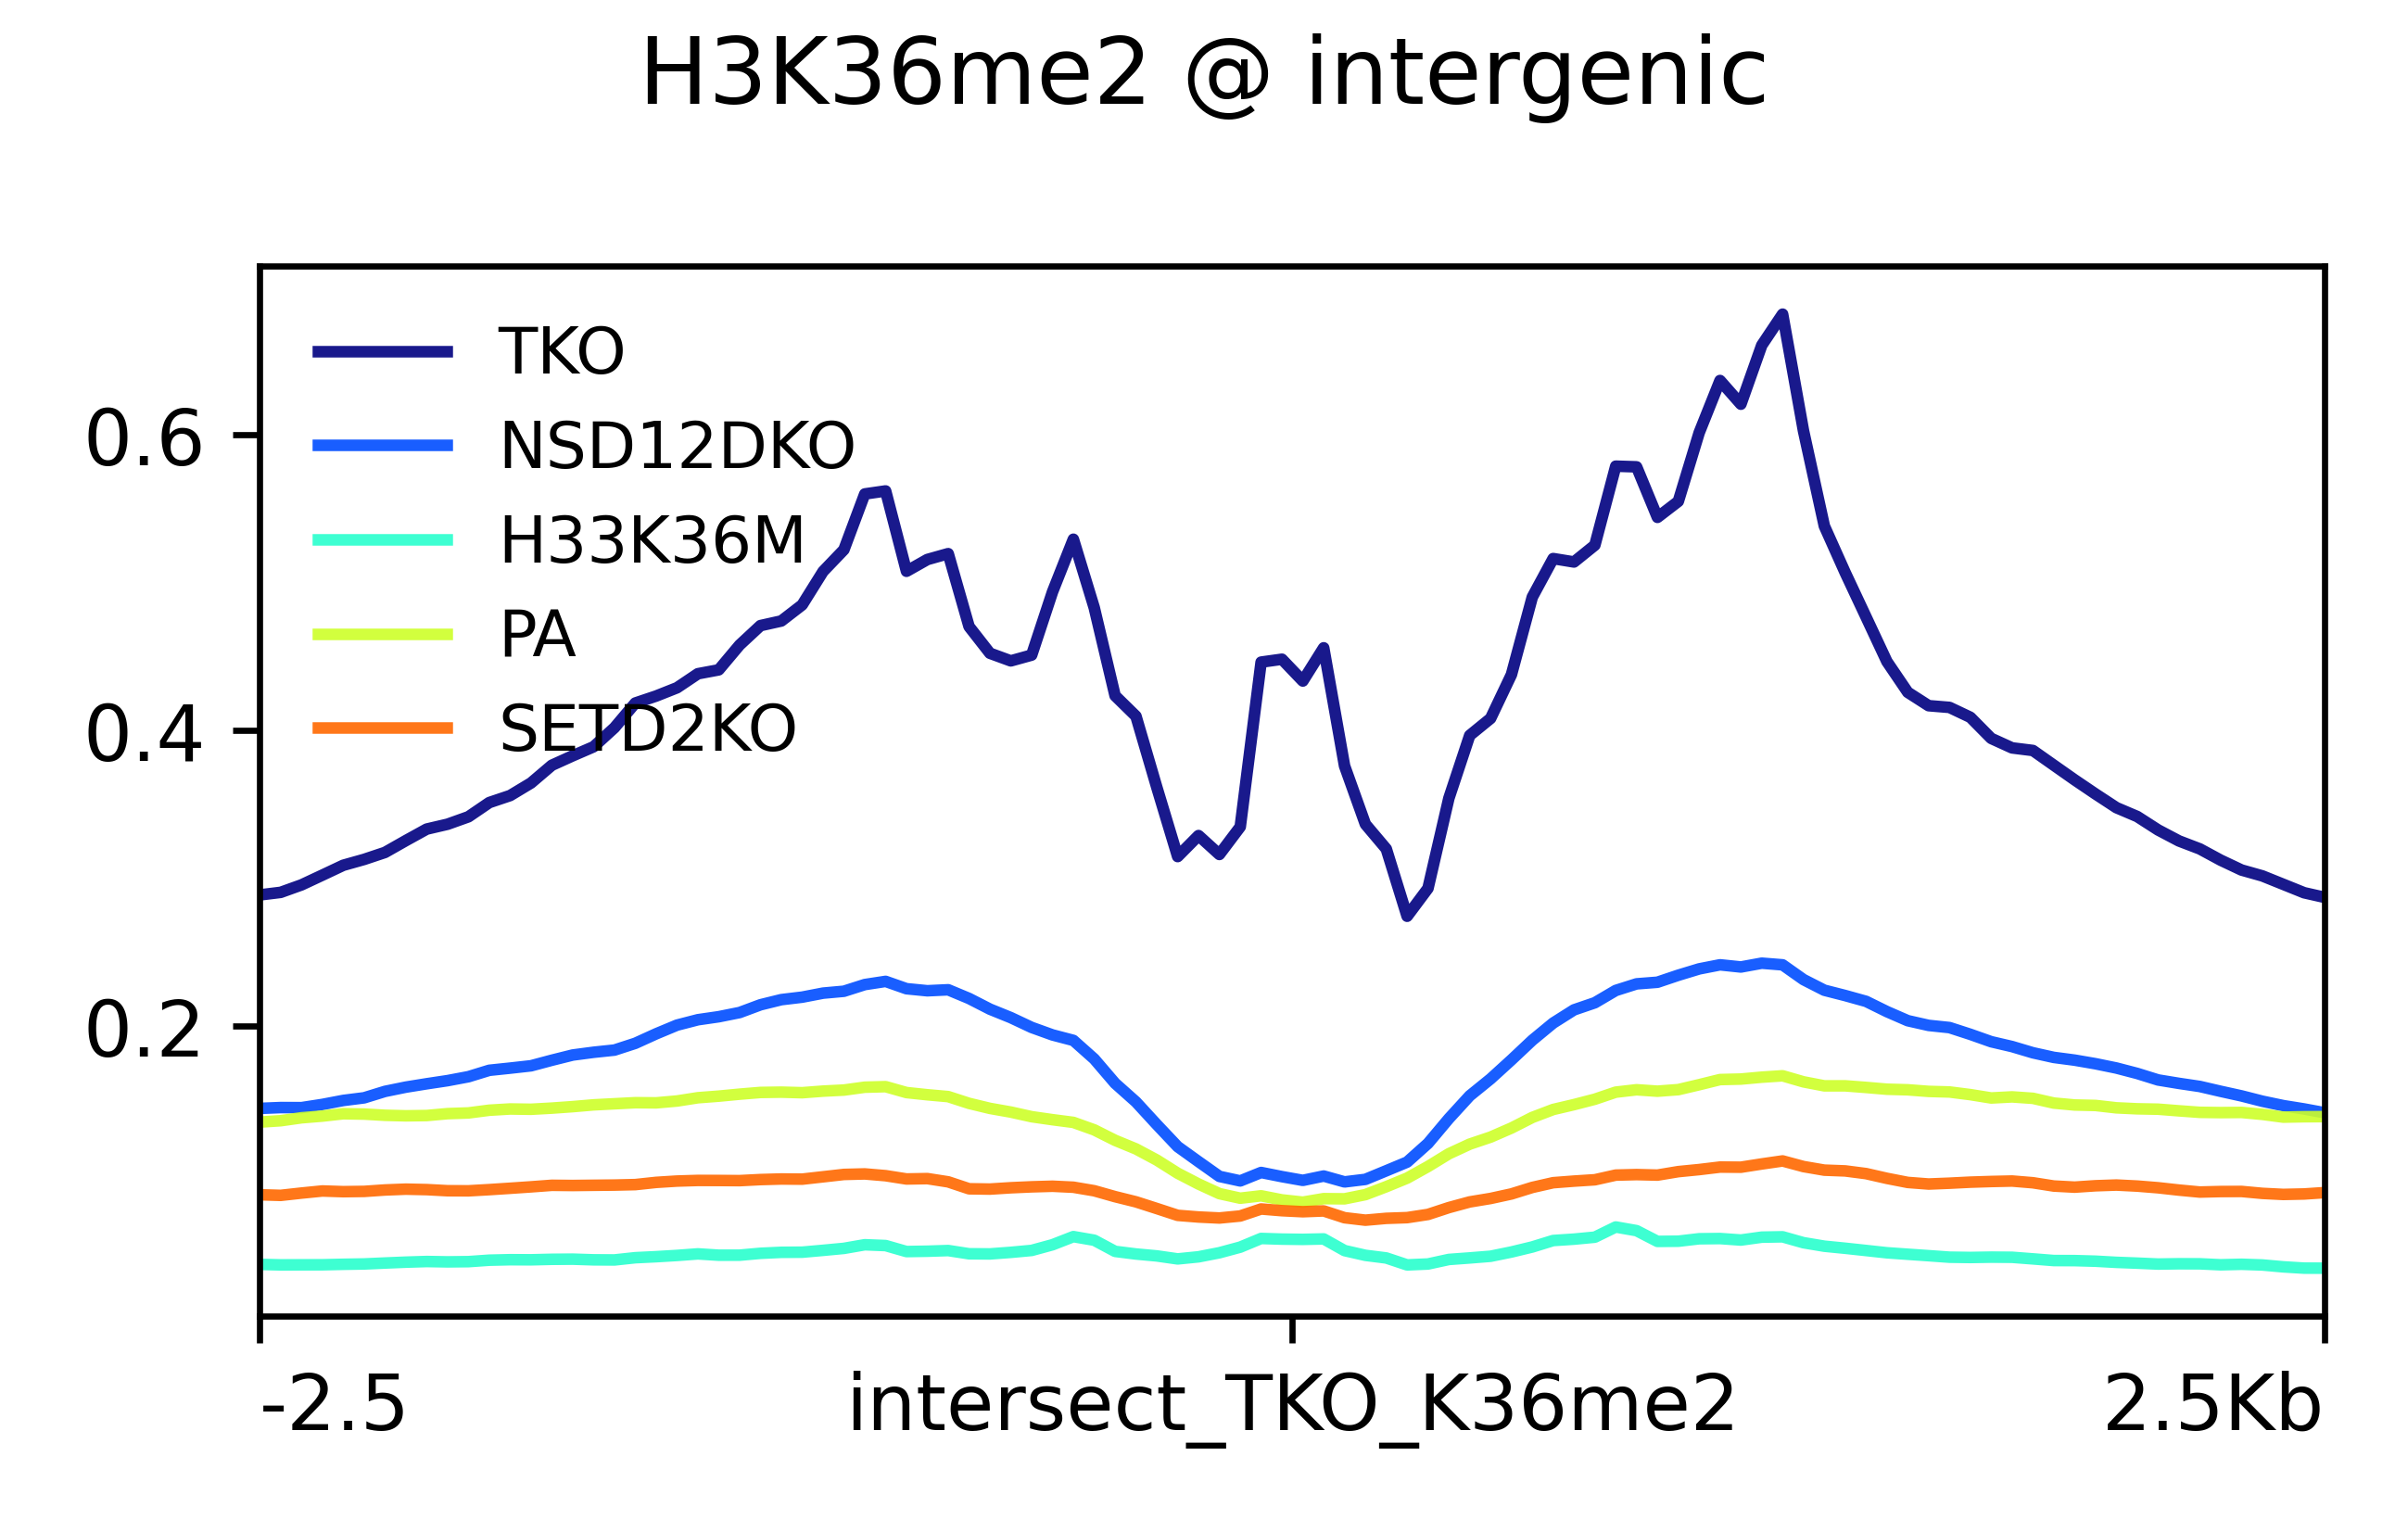 H3K36me2 @ intergenic
TKO
NSD12DKO
H33K36M
PA
SETD2KO
0.6
0.4
0.2
-2.5
intersect_TKO_K36me2
2.5Kb